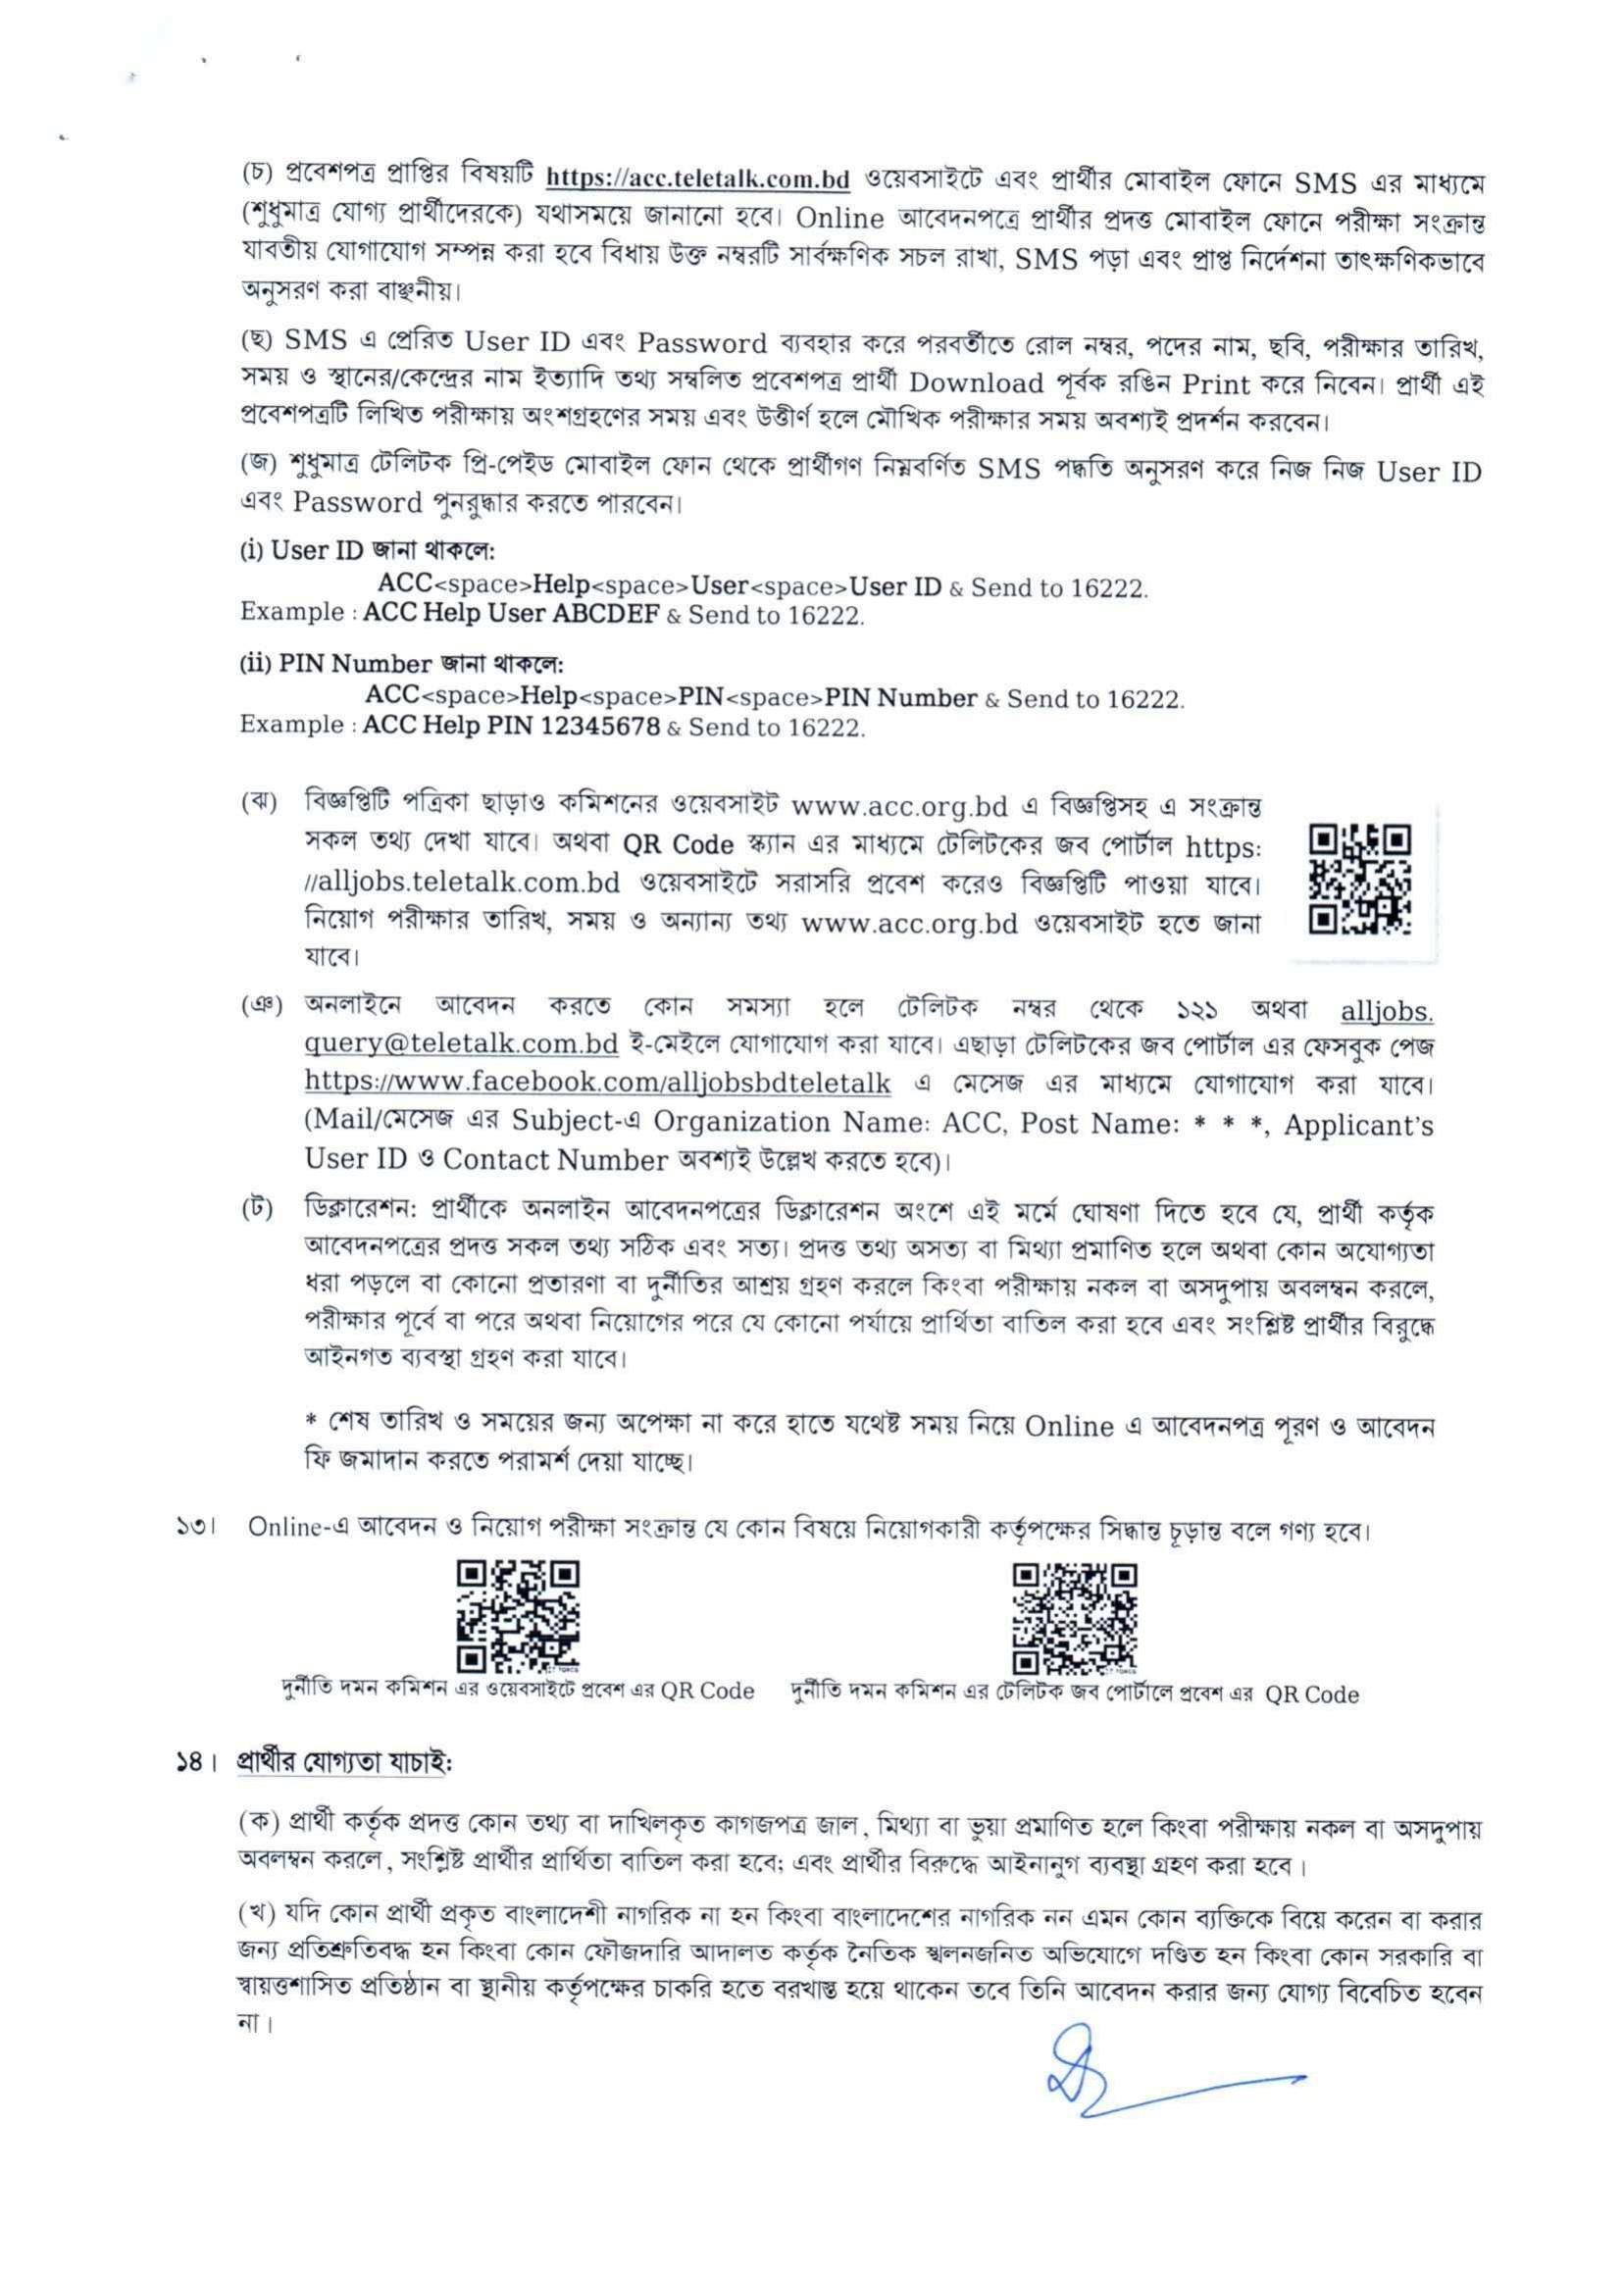 (চ) প্রবেশপত্র প্রাপ্তির বিষয়টি https://acc.teletalk.com.bd ওয়েবসাইটে এবং প্রার্থীর মোবাইল ফোনে SMS এর মাধ্যমে
(শুধুমাত্র যোগ্য প্রার্থীদেরকে) যথাসময়ে জানানো হবে। Online আবেদনপত্রে প্রার্থীর প্রদত্ত মোবাইল ফোনে পরীক্ষা সংক্রান্ত
যাবতীয় যোগাযোগ সম্পন্ন করা হবে বিধায় উক্ত নম্বরটি সার্বক্ষণিক সচল রাখা, SMS পড়া এবং প্রাপ্ত নির্দেশনা তাৎক্ষণিকভাবে
অনুসরণ করা বাঞ্ছনীয়।
(ছ) SMS এ প্রেরিত User ID এবং Password ব্যবহার করে পরবর্তীতে রোল নম্বর, পদের নাম, ছবি, পরীক্ষার তারিখ,
সময় ও স্থানের/কেন্দ্রের নাম ইত্যাদি তথ্য সম্বলিত প্রবেশপত্র প্রার্থী Download পূর্বক রঙিন Print করে নিবেন। প্রার্থী এই
প্রবেশপত্রটি লিখিত পরীক্ষায় অংশগ্রহণের সময় এবং উত্তীর্ণ হলে মৌখিক পরীক্ষার সময় অবশ্যই প্রদর্শন করবেন।
(জ) শুধুমাত্র টেলিটক প্রি-পেইড মোবাইল ফোন থেকে প্রার্থীগণ নিম্নবর্ণিত SMS পদ্ধতি অনুসরণ করে নিজ নিজ User ID
এবং Password পুনরুদ্ধার করতে পারবেন।
(i) User ID জানা থাকলে:
ACC<space>Help<space>User<space>User ID & Send to 16222.
Example : ACC Help User ABCDEF & Send to 16222.
(ii) PIN Number জানা থাকলে:
ACC<space>Help<space>PIN<space>PIN Number & Send to 16222.
Example : ACC Help PIN 12345678 & Send to 16222.
(ঝ) বিজ্ঞপ্তিটি পত্রিকা ছাড়াও কমিশনের ওয়েবসাইট www.acc.org.bd এ বিজ্ঞপ্তিসহ এ সংক্রান্ত
সকল তথ্য দেখা যাবে। অথবা QR Code স্ক্যান এর মাধ্যমে টেলিটকের জব পোর্টাল https:
//alljobs.teletalk.com.bd ওয়েবসাইটে সরাসরি প্রবেশ করেও বিজ্ঞপ্তিটি পাওয়া যাবে।
নিয়োগ পরীক্ষার তারিখ, সময় ও অন্যান্য তথ্য www.acc.org.bd ওয়েবসাইট হতে জানা
যাবে।
(ঞ) অনলাইনে আবেদন করতে কোন সমস্যা হলে টেলিটক নম্বর থেকে ১২১ অথবা alljobs.
query@teletalk.com.bd ই-মেইলে যোগাযোগ করা যাবে। এছাড়া টেলিটকের জব পোর্টাল এর ফেসবুক পেজ
https://www.facebook.com/alljobsbdteletalk এ মেসেজ এর মাধ্যমে যোগাযোগ করা যাবে।
(Mail/মেসেজ এর Subject-এ Organization Name: ACC, Post Name: * * *, Applicant's
User ID ও Contact Number অবশ্যই উল্লেখ করতে হবে)।
(ট) ডিক্লারেশন: প্রার্থীকে অনলাইন আবেদনপত্রের ডিক্লারেশন অংশে এই মর্মে ঘোষণা দিতে হবে যে, প্রার্থী কর্তৃক
আবেদনপত্রের প্রদত্ত সকল তথ্য সঠিক এবং সত্য। প্রদত্ত তথ্য অসত্য বা মিথ্যা প্রমাণিত হলে অথবা কোন অযোগ্যতা
ধরা পড়লে বা কোনো প্রতারণা বা দুর্নীতির আশ্রয় গ্রহণ করলে কিংবা পরীক্ষায় নকল বা অসদুপায় অবলম্বন করলে,
পরীক্ষার পূর্বে বা পরে অথবা নিয়োগের পরে যে কোনো পর্যায়ে প্রার্থিতা বাতিল করা হবে এবং সংশ্লিষ্ট প্রার্থীর বিরুদ্ধে
আইনগত ব্যবস্থা গ্রহণ করা যাবে।
* শেষ তারিখ ও সময়ের জন্য অপেক্ষা না করে হাতে যথেষ্ট সময় নিয়ে Online এ আবেদনপত্র পূরণ ও আবেদন
ফি জমাদান করতে পরামর্শ দেয়া যাচ্ছে।
১৩। Online-এ আবেদন ও নিয়োগ পরীক্ষা সংক্রান্ত যে কোন বিষয়ে নিয়োগকারী কর্তৃপক্ষের সিদ্ধান্ত চূড়ান্ত বলে গণ্য হবে।
দুর্নীতি দমন কমিশন এর ওয়েবসাইটে প্রবেশ এর QR Code দুর্নীতি দমন কমিশন এর টেলিটক জব পোর্টালে প্রবেশ এর QR Code
১৪। প্রার্থীর যোগ্যতা যাচাই:
(ক) প্রার্থী কর্তৃক প্রদত্ত কোন তথ্য বা দাখিলকৃত কাগজপত্র জাল, মিথ্যা বা ভুয়া প্রমাণিত হলে কিংবা পরীক্ষায় নকল বা অসদুপায়
অবলম্বন করলে, সংশ্লিষ্ট প্রার্থীর প্রার্থিতা বাতিল করা হবে; এবং প্রার্থীর বিরুদ্ধে আইনানুগ ব্যবস্থা গ্রহণ করা হবে।
(খ) যদি কোন প্রার্থী প্রকৃত বাংলাদেশী নাগরিক না হন কিংবা বাংলাদেশের নাগরিক নন এমন কোন ব্যক্তিকে বিয়ে করেন বা করার
জন্য প্রতিশ্রুতিবদ্ধ হন কিংবা কোন ফৌজদারি আদালত কর্তৃক নৈতিক স্খলনজনিত অভিযোগে দণ্ডিত হন কিংবা কোন সরকারি বা
স্বায়ত্তশাসিত প্রতিষ্ঠান বা স্থানীয় কর্তৃপক্ষের চাকরি হতে বরখাস্ত হয়ে থাকেন তবে তিনি আবেদন করার জন্য যোগ্য বিবেচিত হবেন
না।